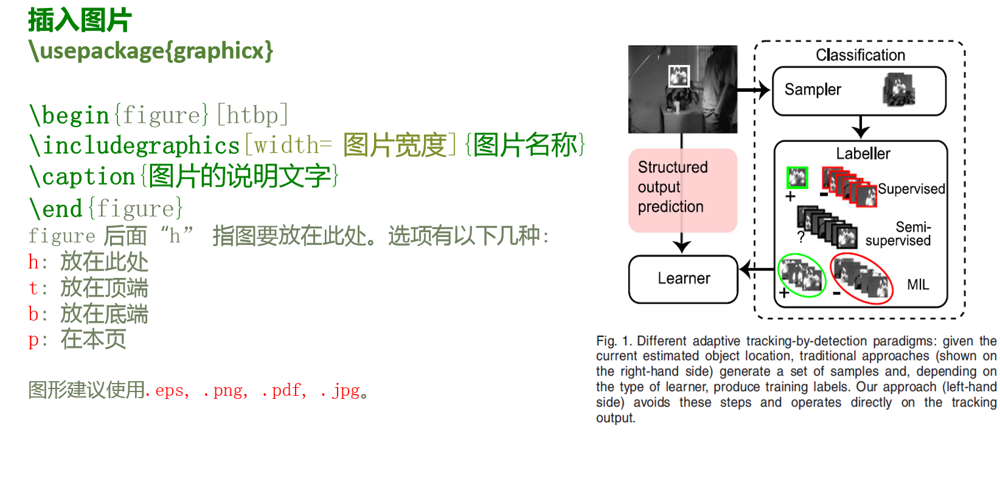 插入图片
\usepackage{graphicx}
\begin{figure}[htbp]
\includegraphics[width= 图片宽度]{图片名称}
\caption{图片的说明文字}
\end{figure}
figure 后面“h” 指图要放在此处。选项有以下几种:
h: 放在此处
t: 放在顶端
b: 放在底端
p: 在本页
图形建议使用.eps, .png, .pdf, .jpg。
Classification
Sampler
Labeller
+
-
Supervised
?
Semi-
supervised
+
-
MIL
Structured
output
prediction
Learner
Fig. 1. Different adaptive tracking-by-detection paradigms: given the
current estimated object location, traditional approaches (shown on
the right-hand side) generate a set of samples and, depending on
the type of learner, produce training labels. Our approach (left-hand
side) avoids these steps and operates directly on the tracking
output.